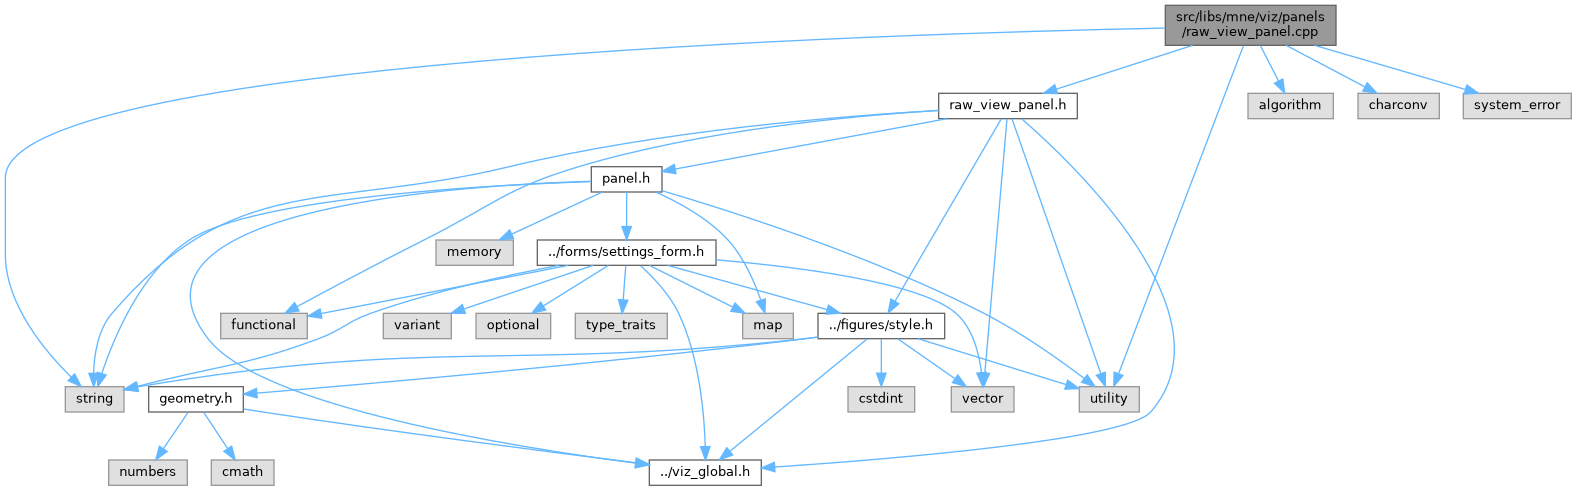 src/libs/mne/viz/panels
/raw_view_panel.cpp
raw_view_panel.h
algorithm
charconv
system_error
panel.h
memory
../forms/settings_form.h
functional
variant
optional
type_traits
map
../figures/style.h
string
geometry.h
cstdint
vector
utility
numbers
cmath
../viz_global.h